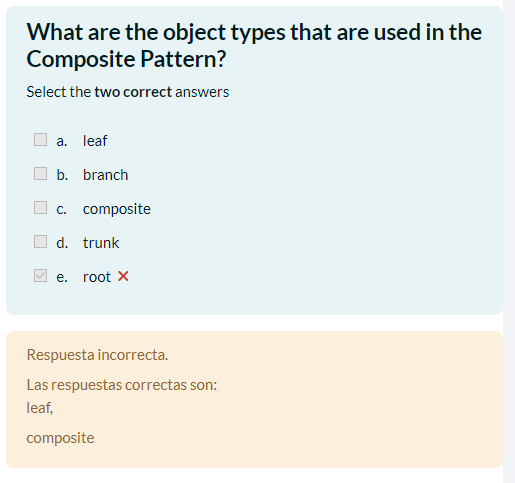 What are the object types that are used in the
Composite Pattern?
Select the two correct answers
a. leaf
b. branch
c. composite
d. trunk
e. root
Respuesta incorrecta.
Las respuestas correctas son:
leaf,
composite